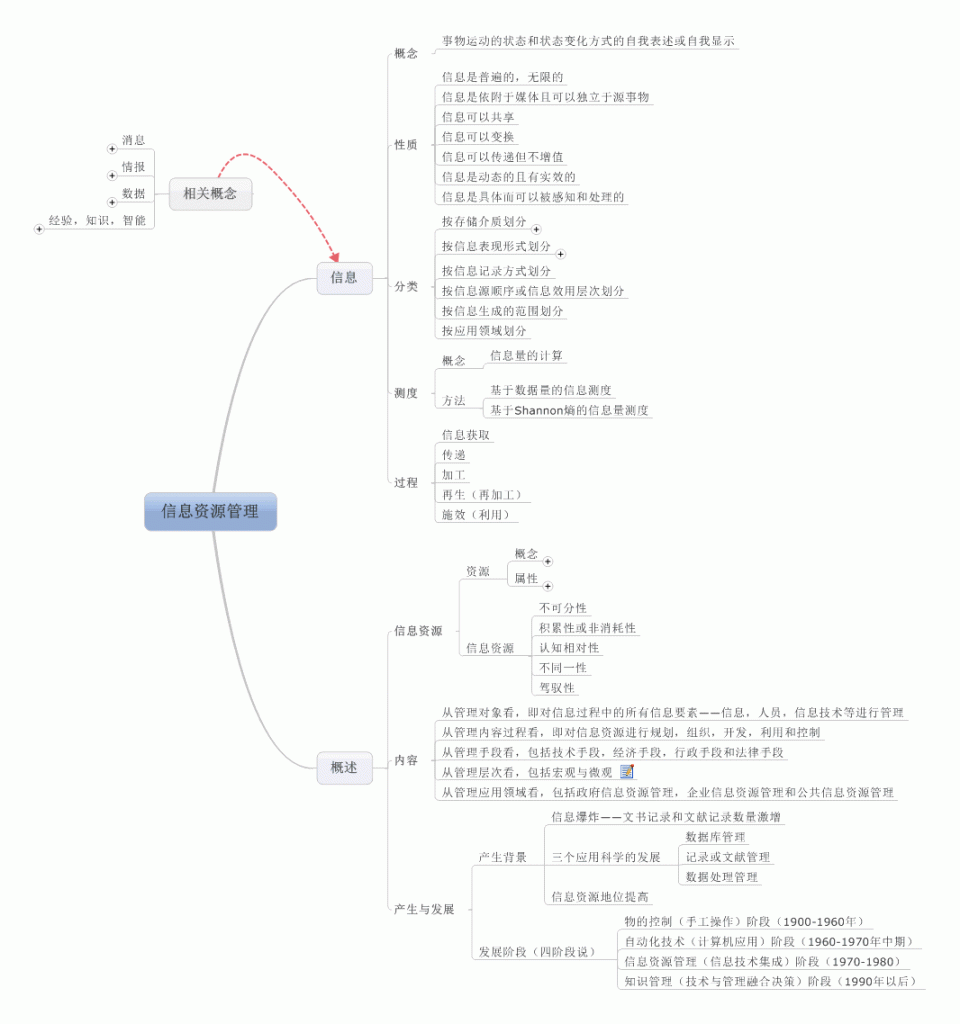 事物运动的状态和状态变化方式的自我表述或自我显示
概念
信息是普遍的，无限的
信息是依附于媒体且可以独立于源事物
信息可以共享
信息可以变换
性质
信息可以传递但不增值
信息是动态的且有实效的
信息是具体而可以被感知和处理的
消息
情报
数据
经验，知识，智能
相关概念
信息
按存储介质划分
按信息表现形式划分
按信息记录方式划分
分类
按信息源顺序或信息效用层次划分
按信息生成的范围划分
按应用领域划分
概念
信息量的计算
测度
方法
基于数据量的信息测度
基于Shannon熵的信息量测度
信息获取
传递
加工
过程
再生（再加工）
施效（利用）
信息资源管理
概念
资源
属性
信息资源
不可分性
积累性或非消耗性
信息资源
认知相对性
不同一性
驾驭性
从管理对象看，即对信息过程中的所有信息要素——信息，人员，信息技术等进行管理
从管理内容过程看，即对信息资源进行规划，组织，开发，利用和控制
从管理手段看，包括技术手段，经济手段，行政手段和法律手段
内容
概述
从管理层次看，包括宏观与微观
从管理应用领域看，包括政府信息资源管理，企业信息资源管理和公共信息资源管理
信息爆炸——文书记录和文献记录数量激增
数据库管理
产生背景
三个应用科学的发展
记录或文献管理
数据处理管理
信息资源地位提高
产生与发展
物的控制（手工操作）阶段（1900-1960年）
自动化技术（计算机应用）阶段（1960-1970年中期）
发展阶段（四阶段说）
信息资源管理（信息技术集成）阶段（1970-1980）
知识管理（技术与管理融合决策）阶段（1990年以后）